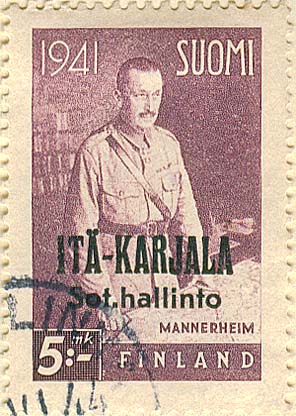 1941 SUOMI
ITÄ-KARJALA
Sot.hallinto
MANNERHEIM
5:- mk FINLAND